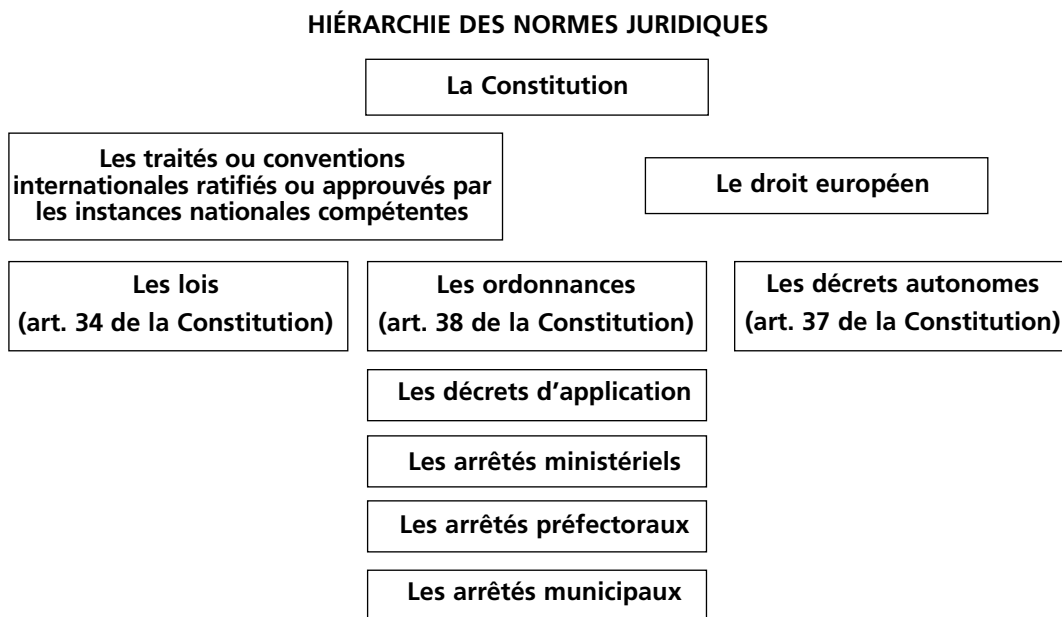 HIÉRARCHIE DES NORMES JURIDIQUES
La Constitution
Les traités ou conventions
internationales ratifiés ou approuvés par
les instances nationales compétentes
Le droit européen
Les lois
(art. 34 de la Constitution)
Les ordonnances
(art. 38 de la Constitution)
Les décrets autonomes
(art. 37 de la Constitution)
Les décrets d’application
Les arrêtés ministériels
Les arrêtés préfectoraux
Les arrêtés municipaux